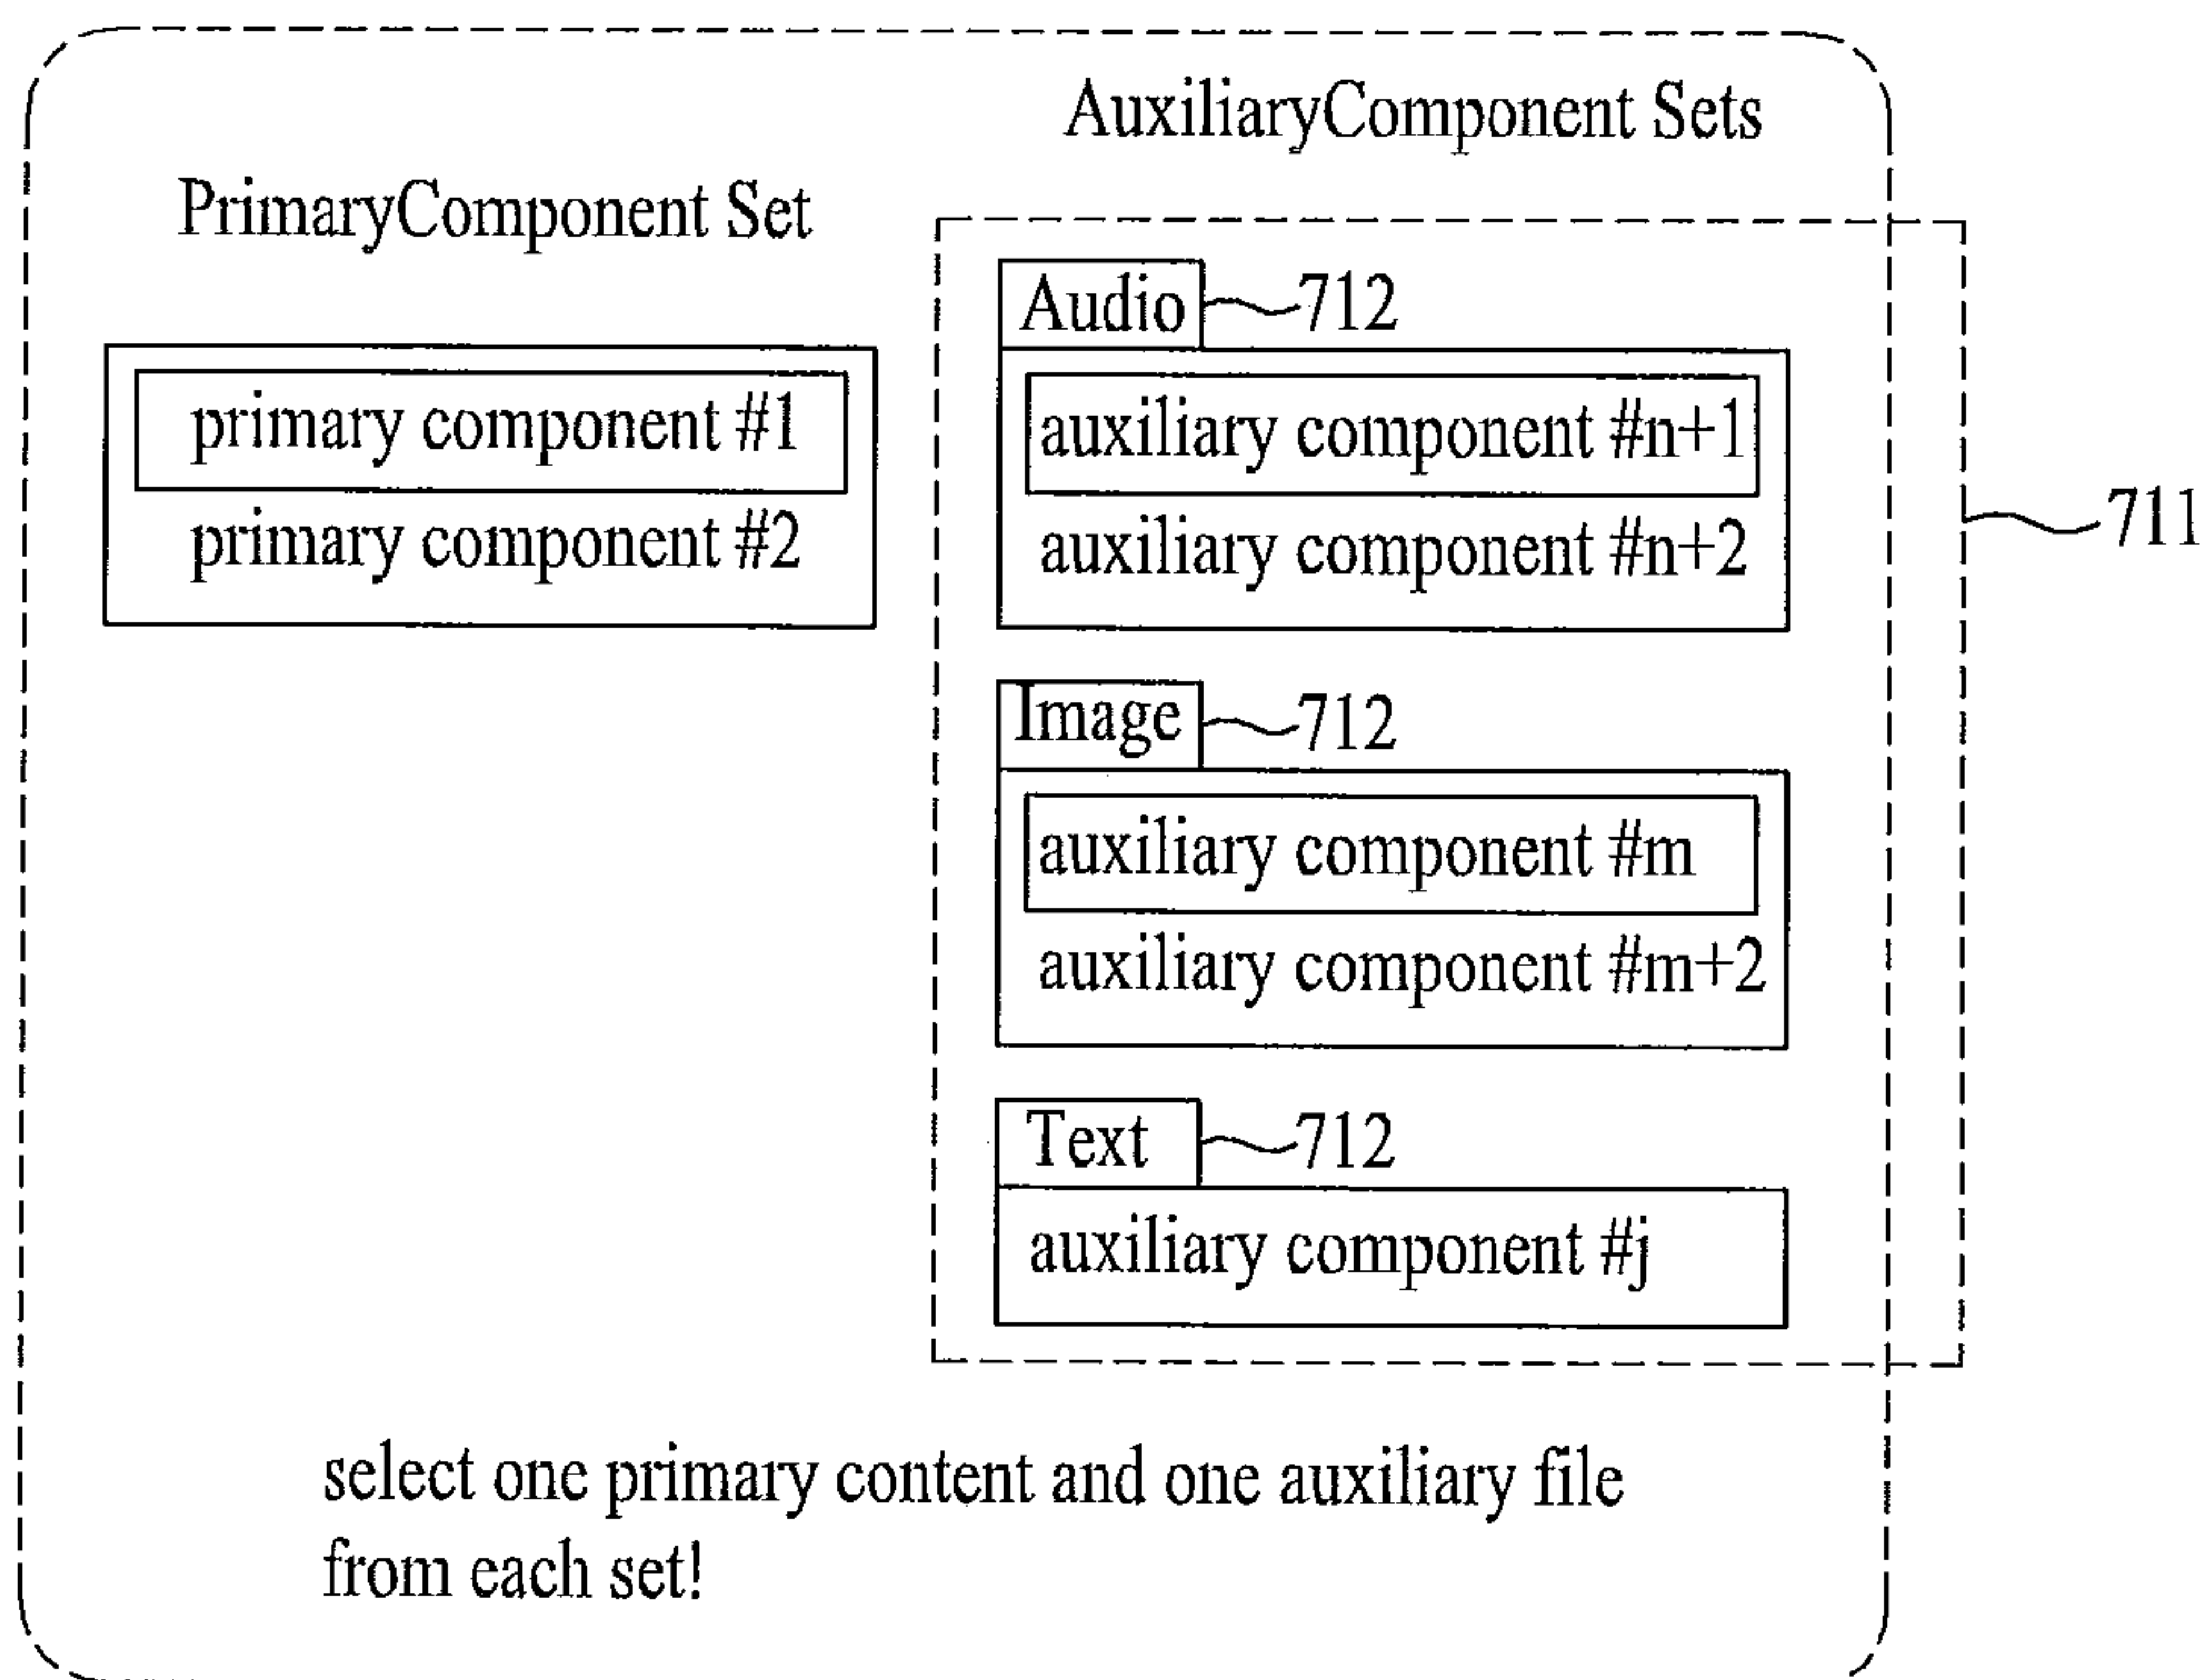 AuxiliaryComponent Sets
PrimaryComponent Set
primary component #1
primary component #2
Audio 712
auxiliary component #n+1
auxiliary component #n+2
711
Image 712
auxiliary component #m
auxiliary component #m+2
Text 712
auxiliary component #j
select one primary content and one auxiliary file
from each set!